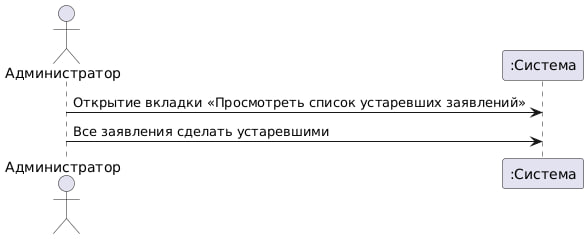 Администратор
:Система
Открытие вкладки «Просмотреть список устаревших заявлений»
Все заявления сделать устаревшими
Администратор
:Система